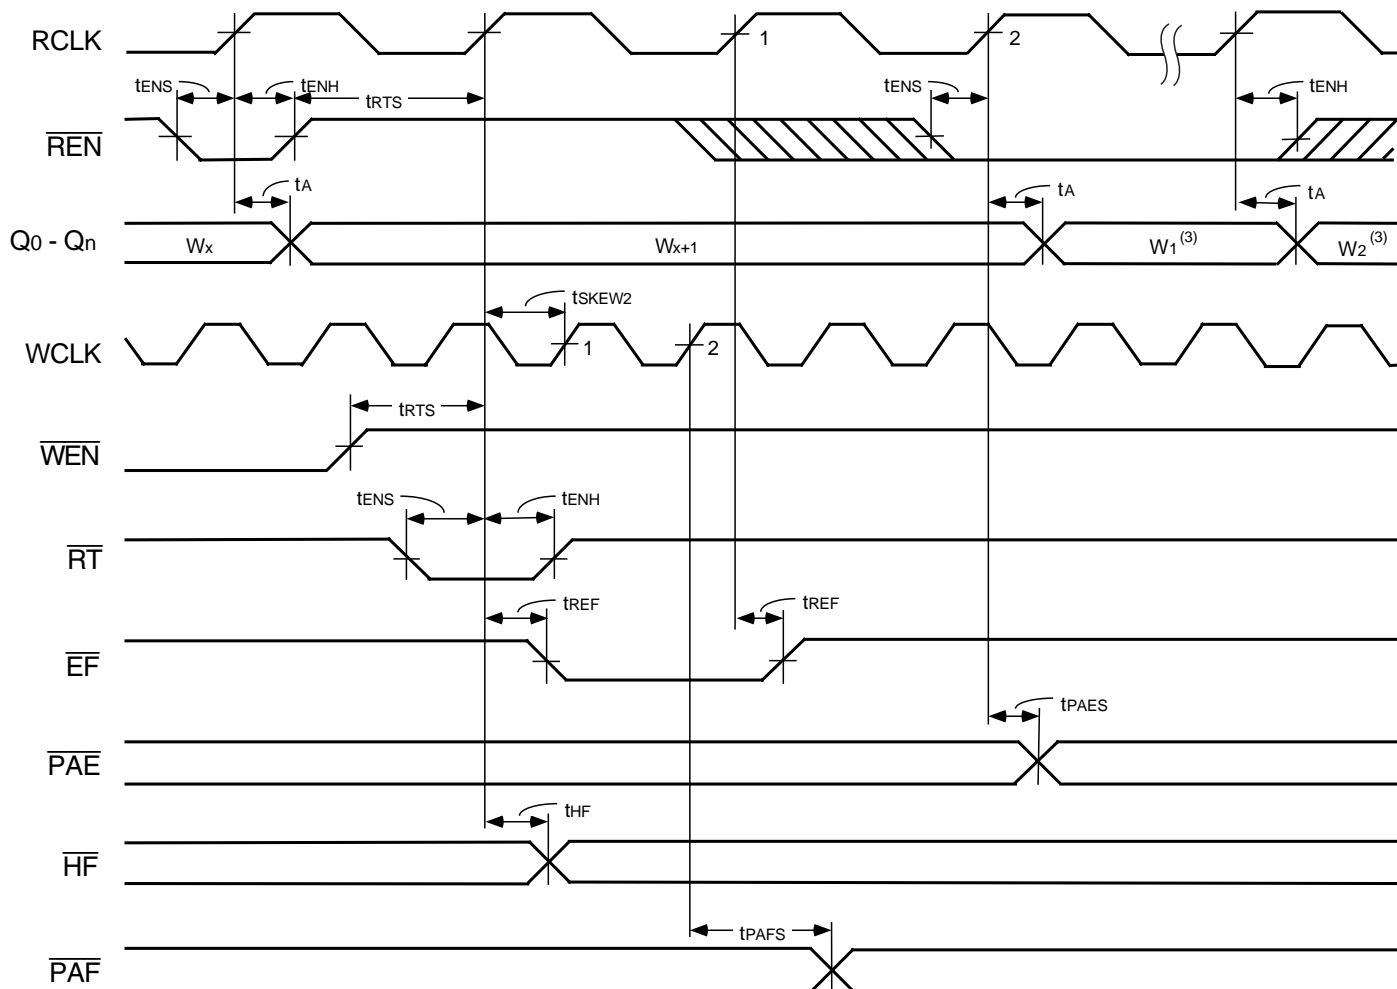 RCLK
1
2
tENS
tENH
tRTS
tENS
tENH
REN
tA
tA
tA
Q0 - Qn
Wx
Wx+1
W1(3)
W2(3)
tSKEW2
WCLK
1
2
tRTS
WEN
tENS
tENH
RT
tREF
tREF
EF
tPAES
PAE
tHF
HF
tPAFS
PAF